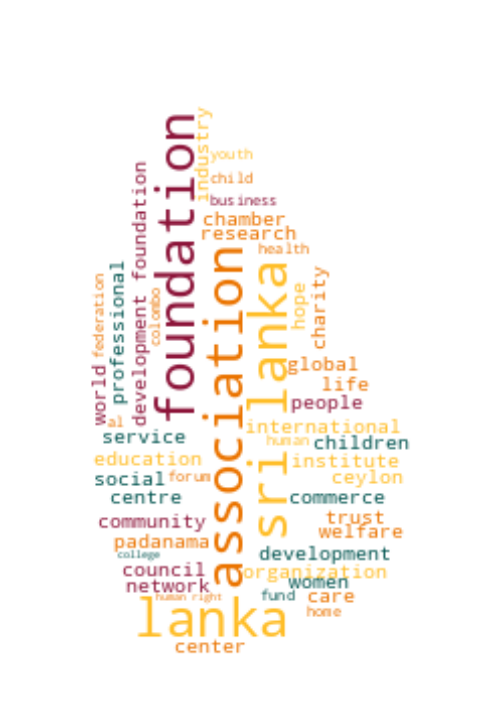 foundation
industry
youth
child
business
chamber
research
health
development foundation
professional
federation
world
colombo
association
sri lanka
hope
charity
global
life
people
al
service
international
human
children
education
institute
social
forum
ceylon
centre
commerce
community
trust
welfare
padanama
college
development
council
organization
network
women
human right
fund
care
lanka
home
center